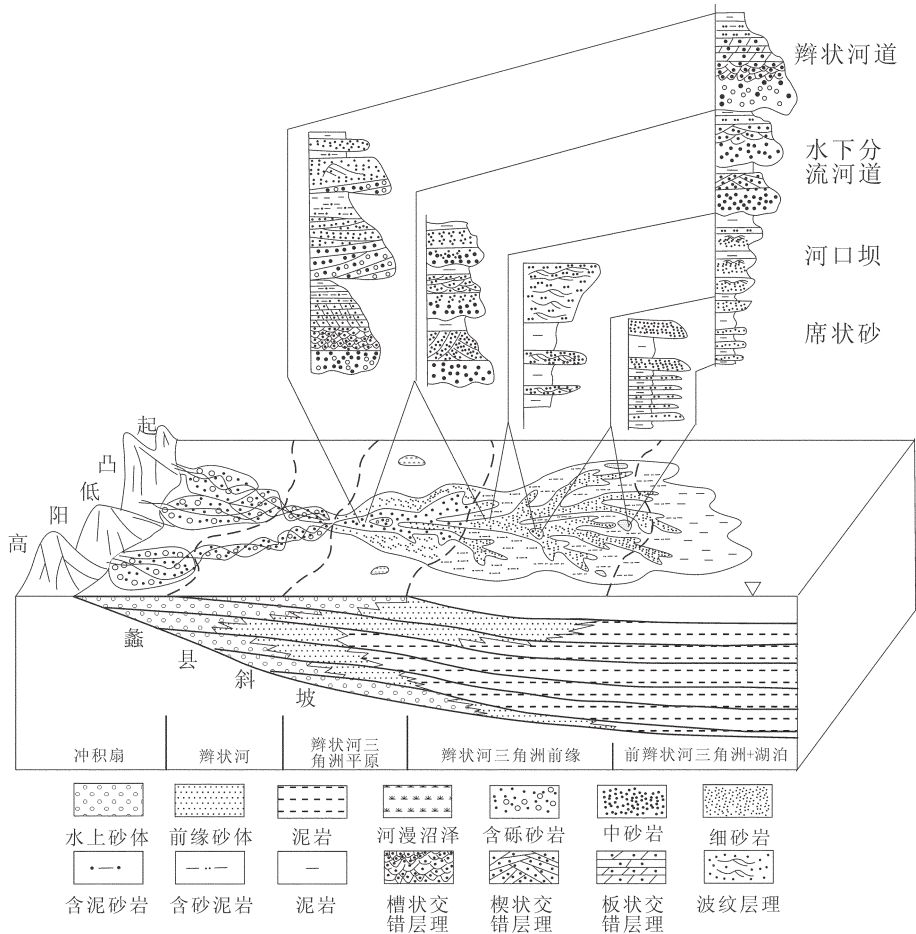 辫状河道
水下分
流河道
河口坝
席状砂
起
凸
低
阳
高
蠡
县
斜
坡
冲积扇
辫状河
辫状河三
角洲平原
辫状河三角洲前缘
前辫状河三角洲+湖泊
水上砂体
前缘砂体
泥岩
河漫沼泽
含砾砂岩
中砂岩
细砂岩
含泥砂岩
含砂泥岩
泥岩
槽状交
错层理
楔状交
错层理
板状交
错层理
波纹层理